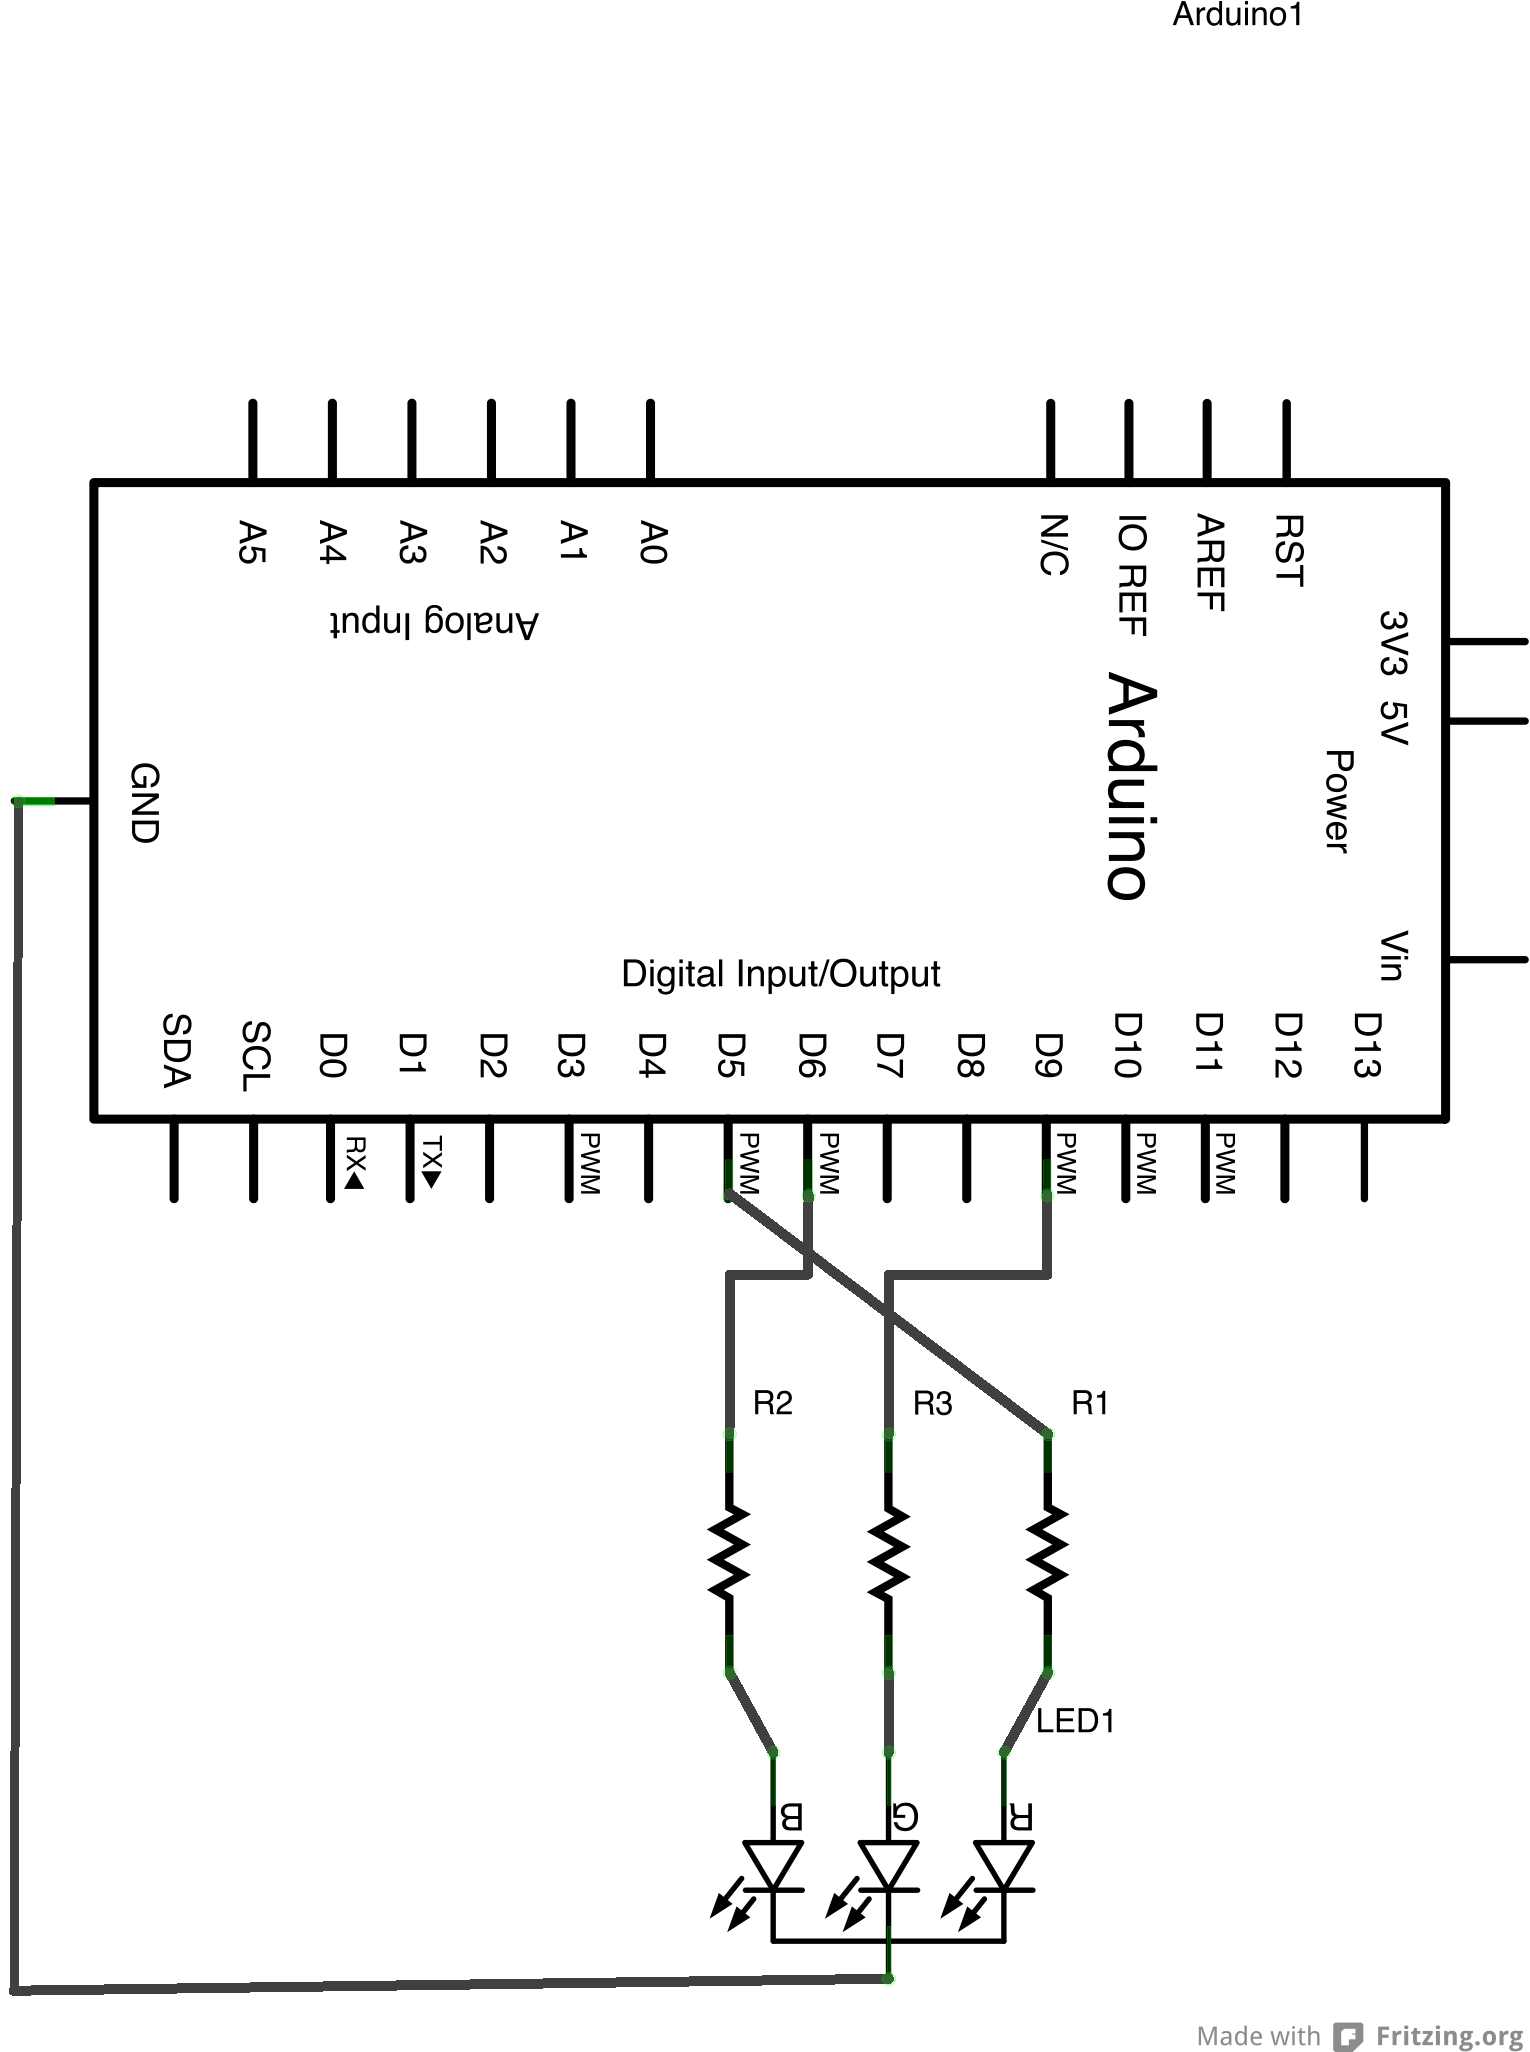 Arduino1
A5
A4
A3
A2
A1
A0
N/C
IO REF
AREF
RST
Analog Input
3V3
5V
Power
Arduino
GND
Vin
Digital Input/Output
SDA
SCL
D0
D1
D2
D3
D4
D5
D6
D7
D8
D9
D10
D11
D12
D13
RX◀
TX▶
PWM
PWM
PWM
PWM
PWM
PWM
R2
R3
R1
LED1
B
G
R
Made with Fritzing.org